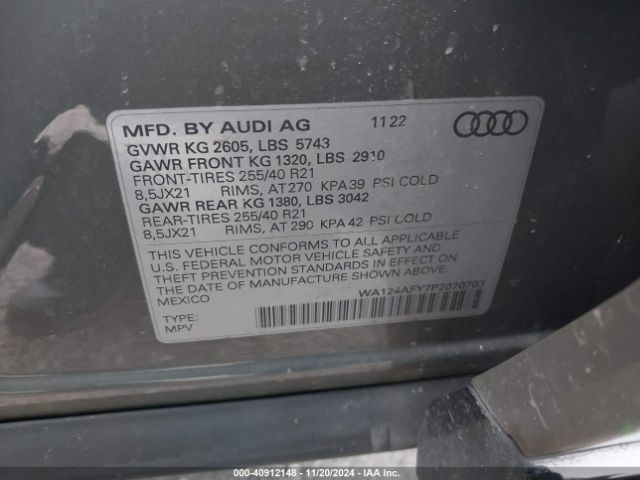 MFD. BY AUDI AG 11 22
GVWR KG 2605, LBS 5743
GAWR FRONT KG 1320, LBS 2910
FRONT-TIRES 255/40 R21
8,5JX21 RIMS, AT 270 KPA 39 PSI COLD
GAWR REAR KG 1380, LBS 3042
REAR-TIRES 255/40 R21
8,5JX21 RIMS, AT 290 KPA 42 PSI COLD
THIS VEHICLE CONFORMS TO ALL APPLICABLE
U.S. FEDERAL MOTOR VEHICLE SAFETY AND
THEFT PREVENTION STANDARDS IN EFFECT ON
THE DATE OF MANUFACTURE SHOWN ABOVE.
MEXICO
WA124AFY7P2070703
TYPE:
MPV
00-40912148 - 11/20/2024 - IAA Inc.